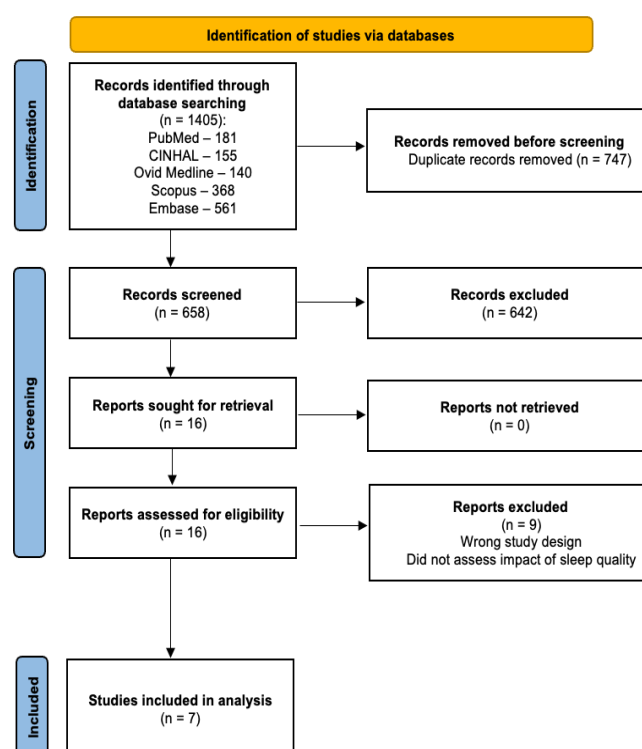 Identification of studies via databases
Identification
Records identified through
database searching
(n = 1405):
PubMed – 181
CINHAL – 155
Ovid Medline – 140
Scopus – 368
Embase – 561
Records removed before screening
Duplicate records removed (n = 747)
Screening
Records screened
(n = 658)
Records excluded
(n = 642)
Reports sought for retrieval
(n = 16)
Reports not retrieved
(n = 0)
Reports assessed for eligibility
(n = 16)
Reports excluded
(n = 9)
Wrong study design
Did not assess impact of sleep quality
Included
Studies included in analysis
(n = 7)